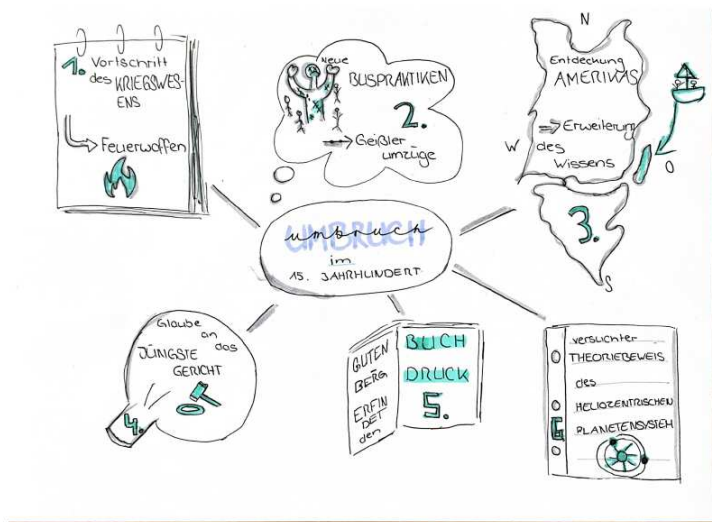 1. Vortschritt
des KRIEGSWES-
ENS
Feuerwaffen
Neue
BUSPRAKTIKEN
2.
Geißler
umzüge
N
Entdeckung
AMERIKAS
Erweiterung
des
Wissens
W
O
3.
S
umbruch
UMBRUCH
im
15. JAHRHUNDERT
Glaube
an
das
JÜNGSTE
GERICHT
4.
GUTEN
BERG
ERFIN
DET
den
BUCH
DRUCK
5.
versuchter
THEORIEBEWEIS
des
HELIOZENTRISCHEN
6
PLANETENSYSTEM